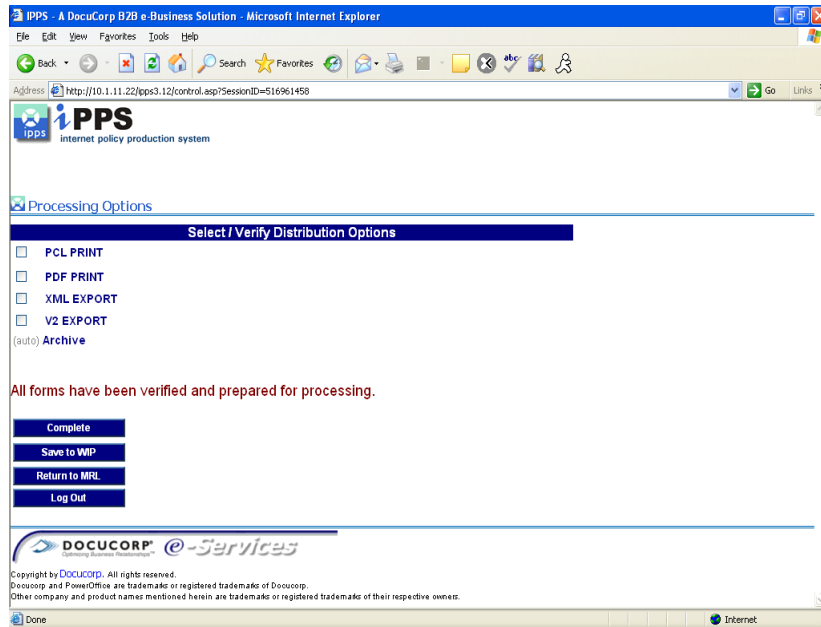 IPPS - A DocuCorp B2B e-Business Solution - Microsoft Internet Explorer
File Edit View Favorites Tools Help
Back Search Favorites
Address http://10.1.11.22/ipps3.12/control.asp?SessionID=516961458 Go Links
ipps iPPS
internet policy production system
Processing Options
Select / Verify Distribution Options
PCL PRINT
PDF PRINT
XML EXPORT
V2 EXPORT
(auto) Archive
All forms have been verified and prepared for processing.
Complete
Save to WIP
Return to MRL
Log Out
DOCUCORP e-Services
Optimizing Business Relationships
Copyright by Docucorp. All rights reserved.
Docucorp and PowerOffice are trademarks or registered trademarks of Docucorp.
Other company and product names mentioned herein are trademarks or registered trademarks of their respective owners.
Done Internet